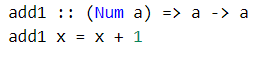 add1 :: (Num a) => a -> a
add1 x = x + 1